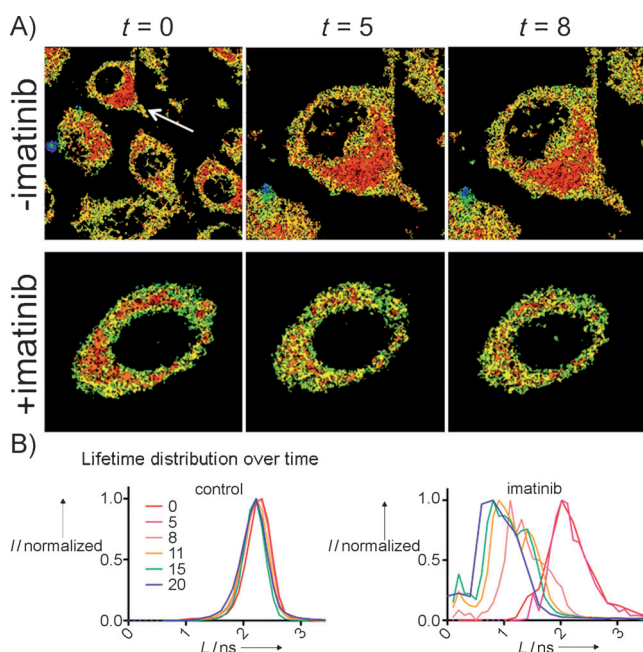 A) t = 0 t = 5 t = 8
-imatinib
+imatinib
B)
Lifetime distribution over time
control
I/normalized
1.0
0.5
0.0
0
5
8
11
15
20
0 1 2 3
L/ns
imatinib
I/normalized
1.0
0.5
0.0
0 1 2 3
L/ns